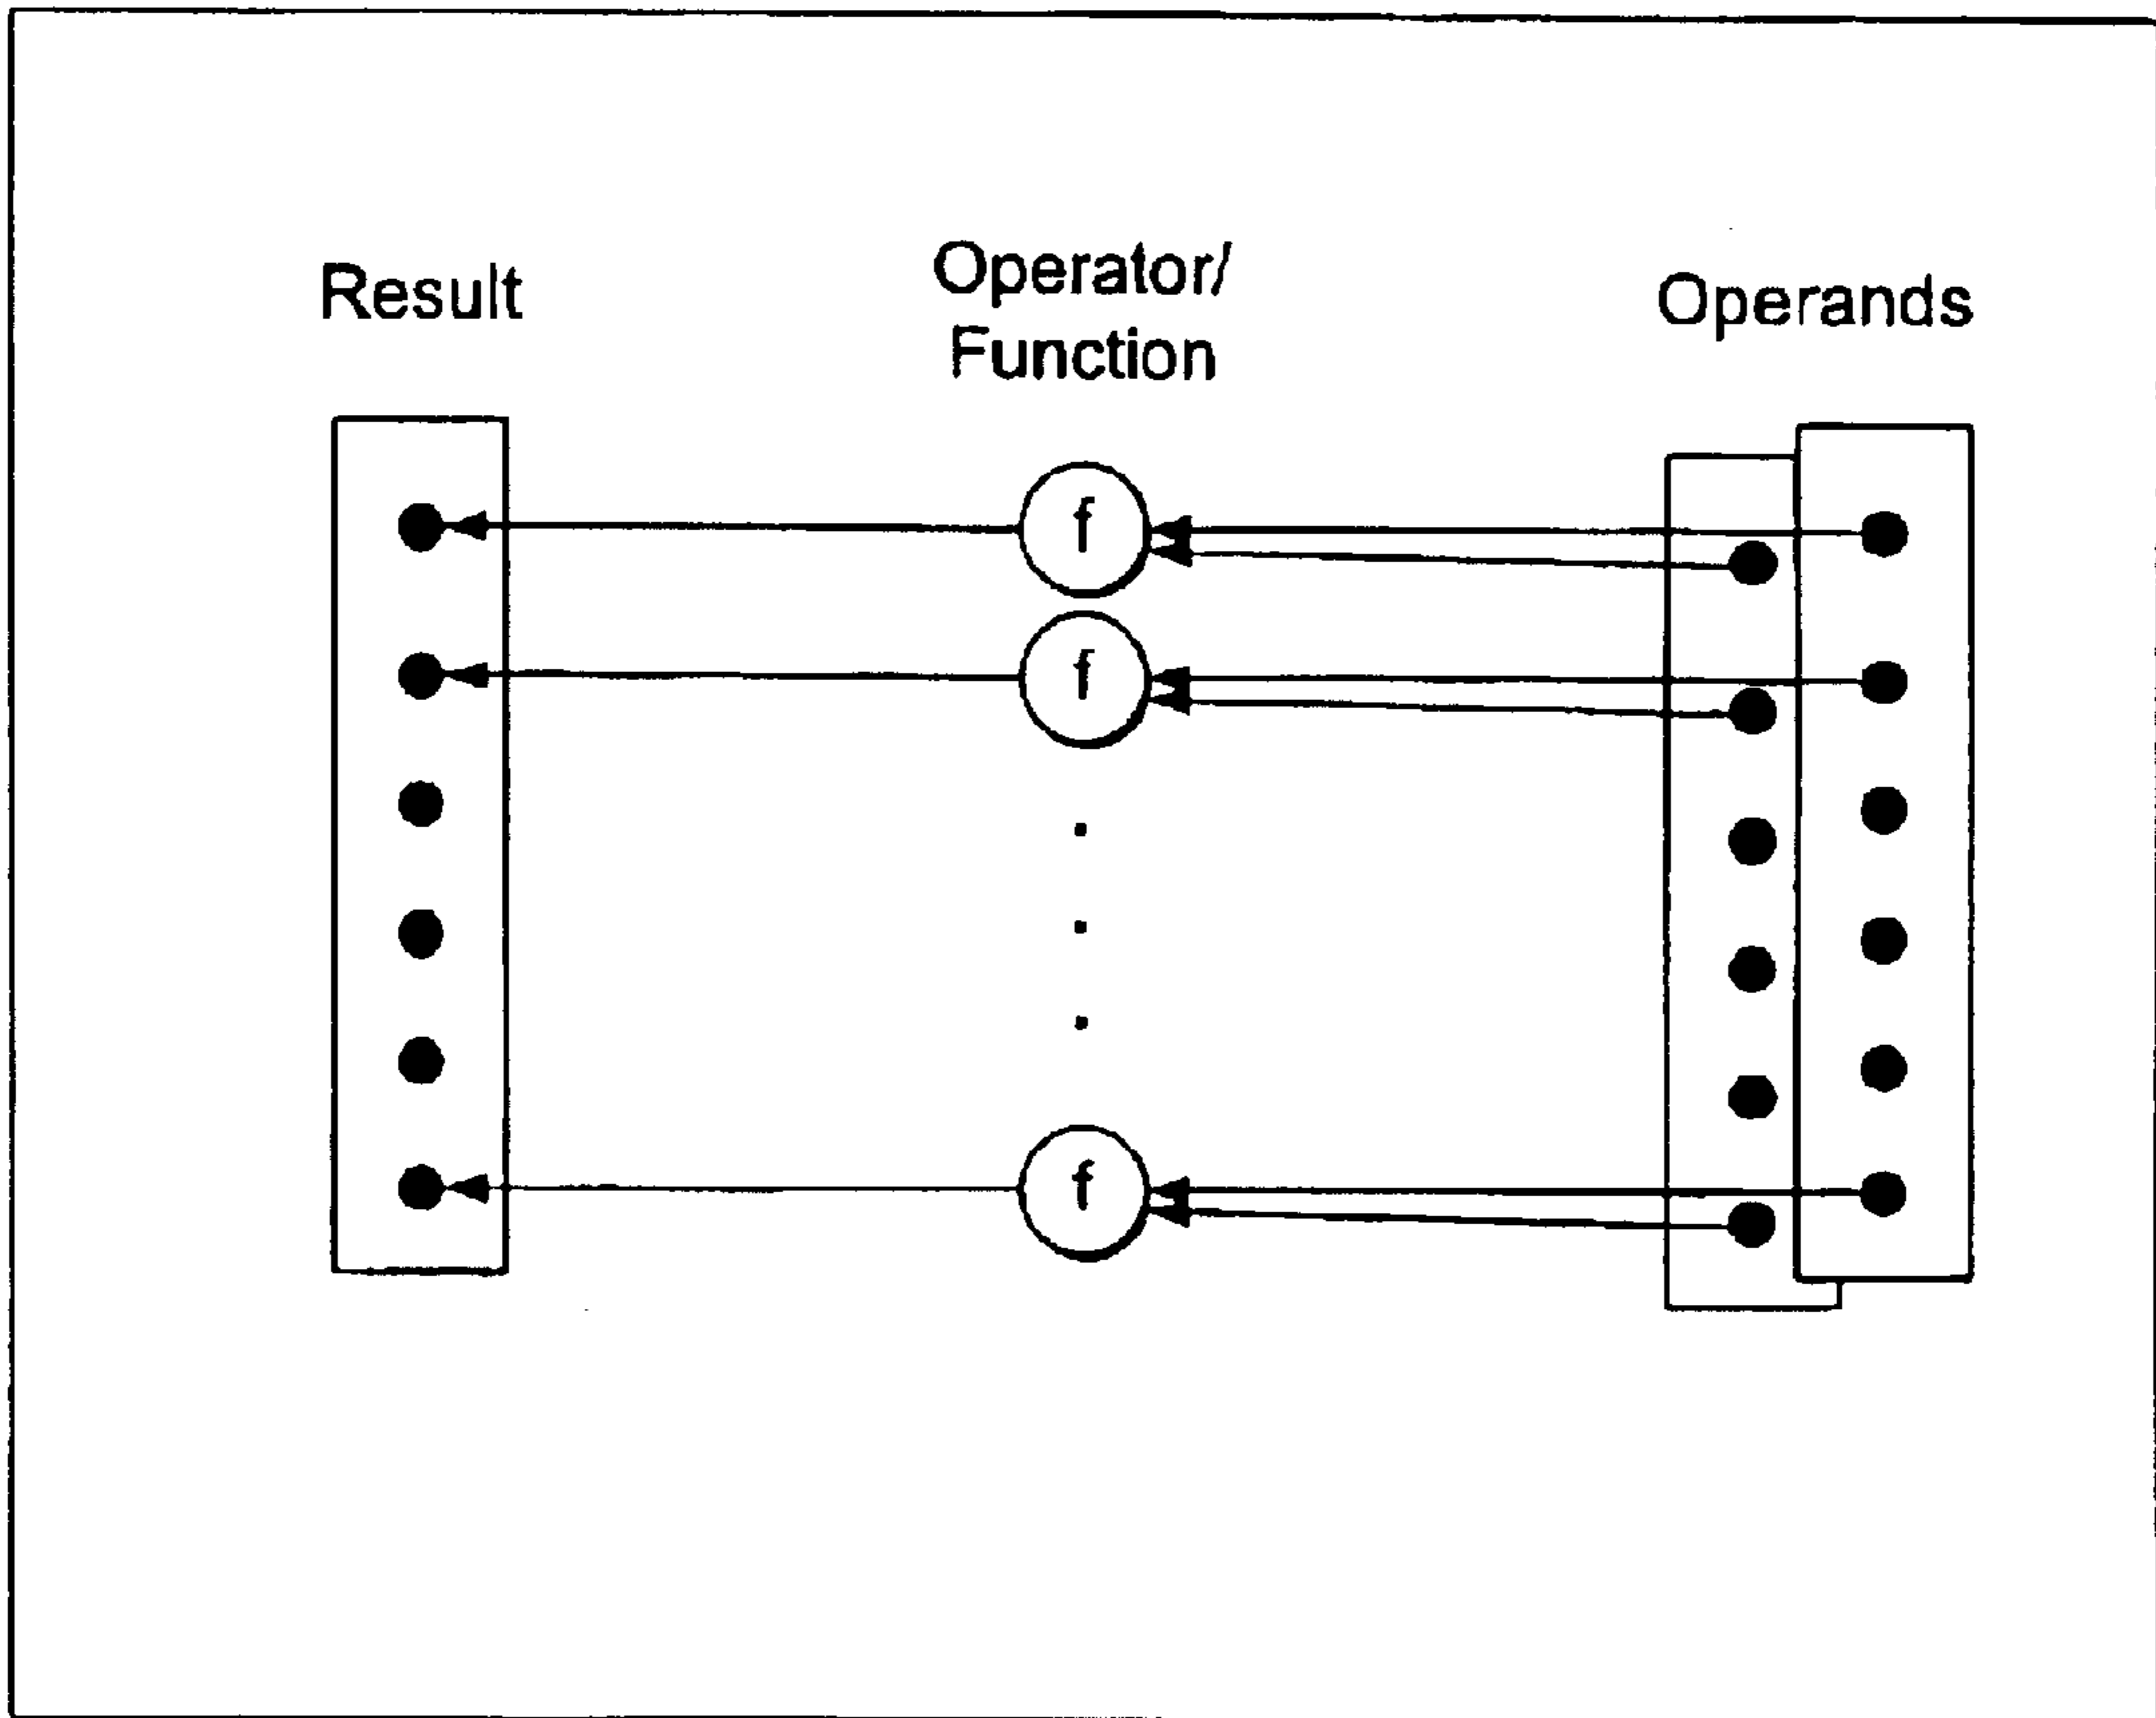 Result
Operator/
Function
Operands
f
f
f